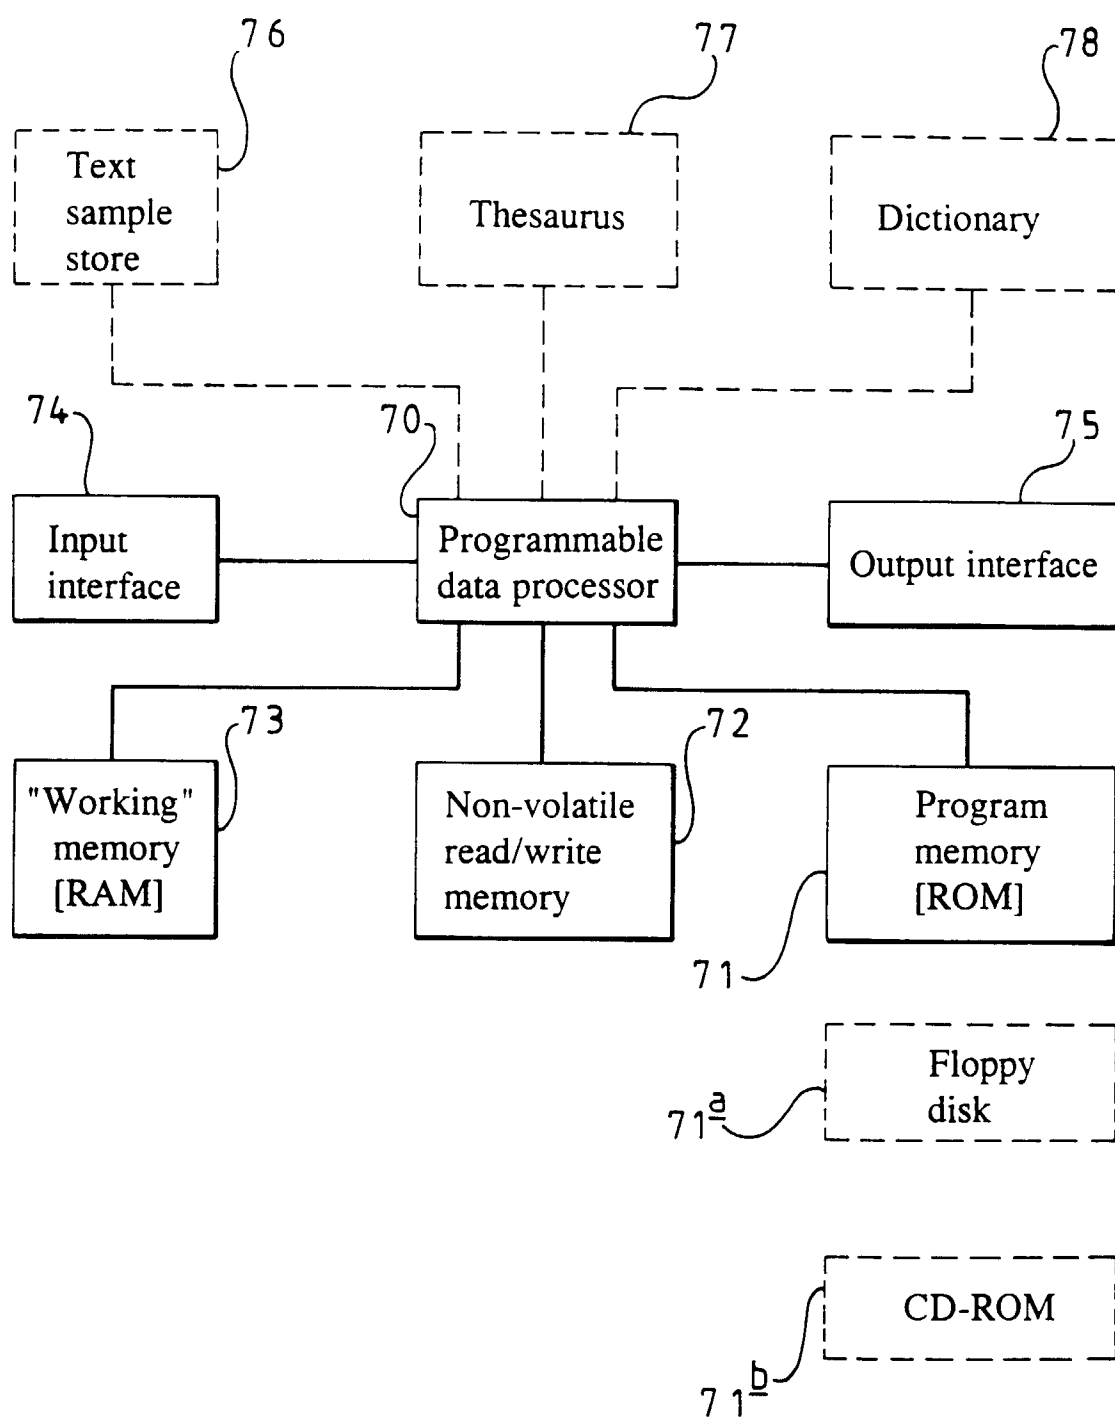 76
77
78
Text
sample
store
Thesaurus
Dictionary
74
70
75
Input
interface
Programmable
data processor
Output interface
73
72
"Working"
memory
[RAM]
Non-volatile
read/write
memory
Program
memory
[ROM]
71
Floppy
disk
71a
CD-ROM
71b